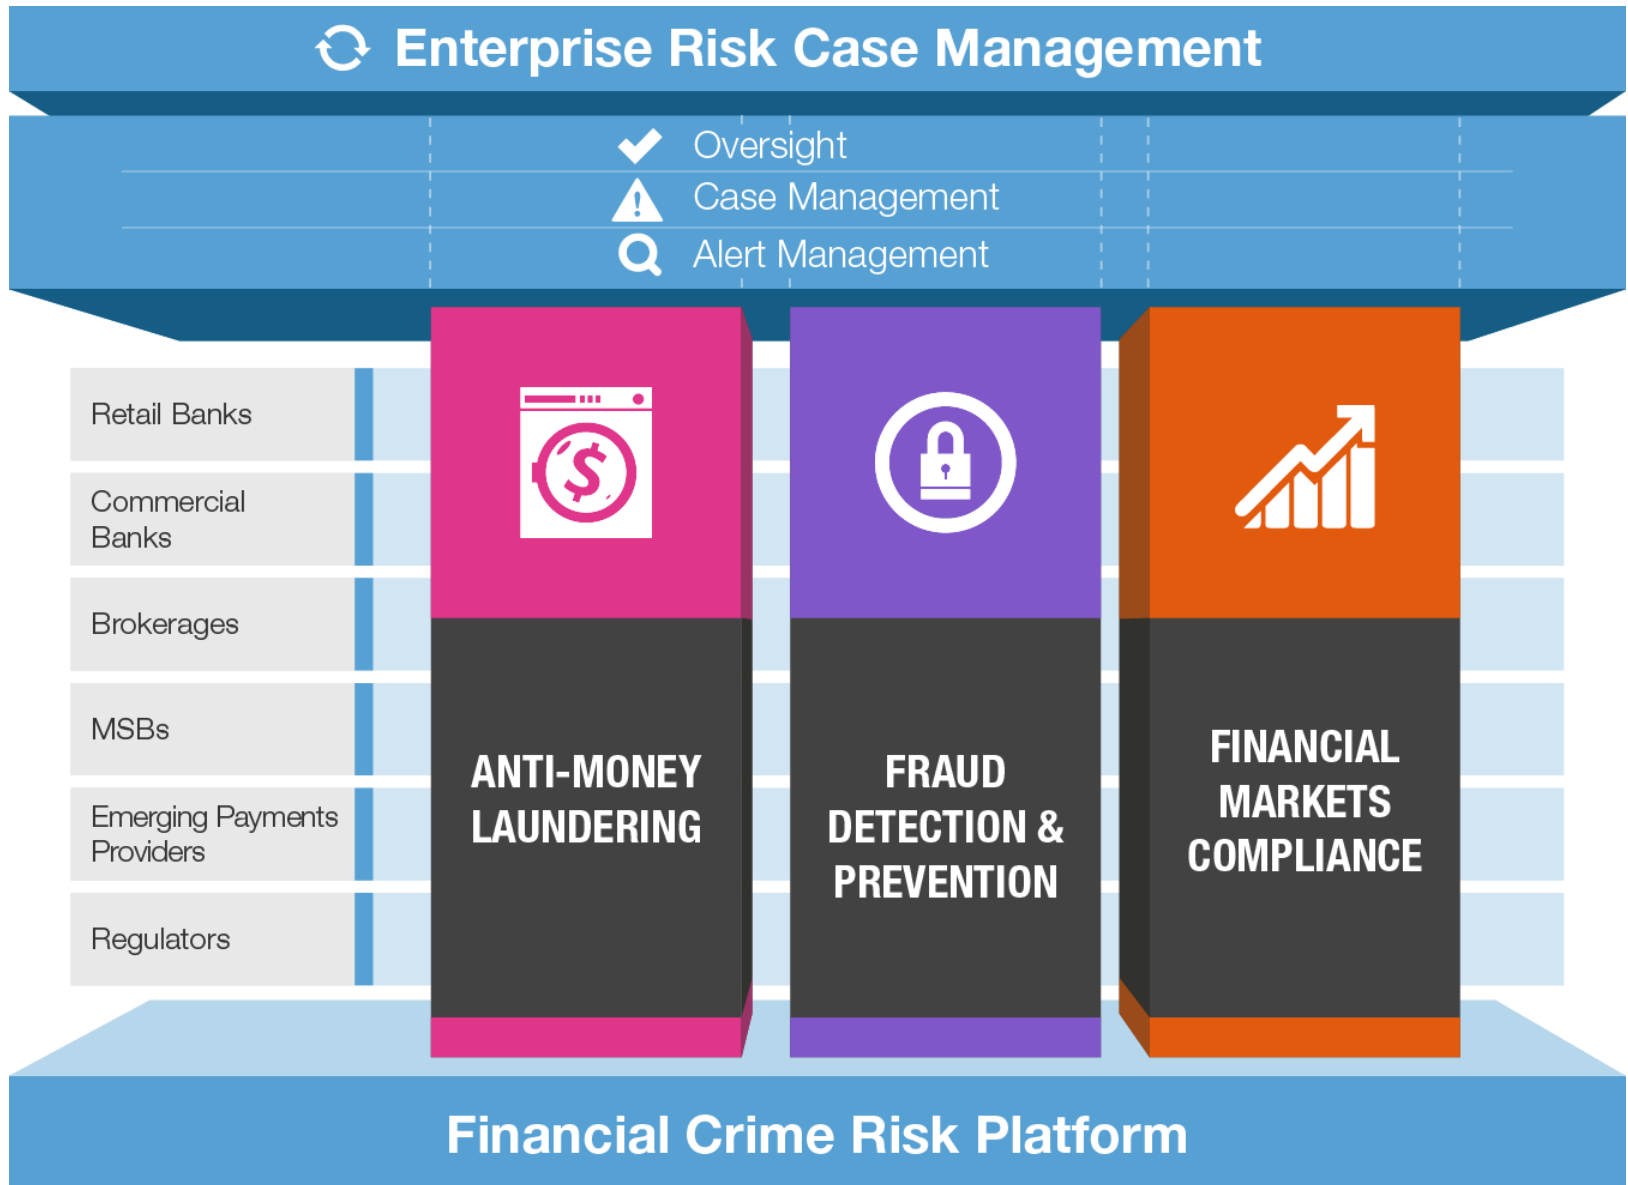 Enterprise Risk Case Management
Oversight
Case Management
Alert Management
Retail Banks
Commercial
Banks
Brokerages
MSBs
Emerging Payments
Providers
Regulators
ANTI-MONEY
LAUNDERING
FRAUD
DETECTION &
PREVENTION
FINANCIAL
MARKETS
COMPLIANCE
Financial Crime Risk Platform